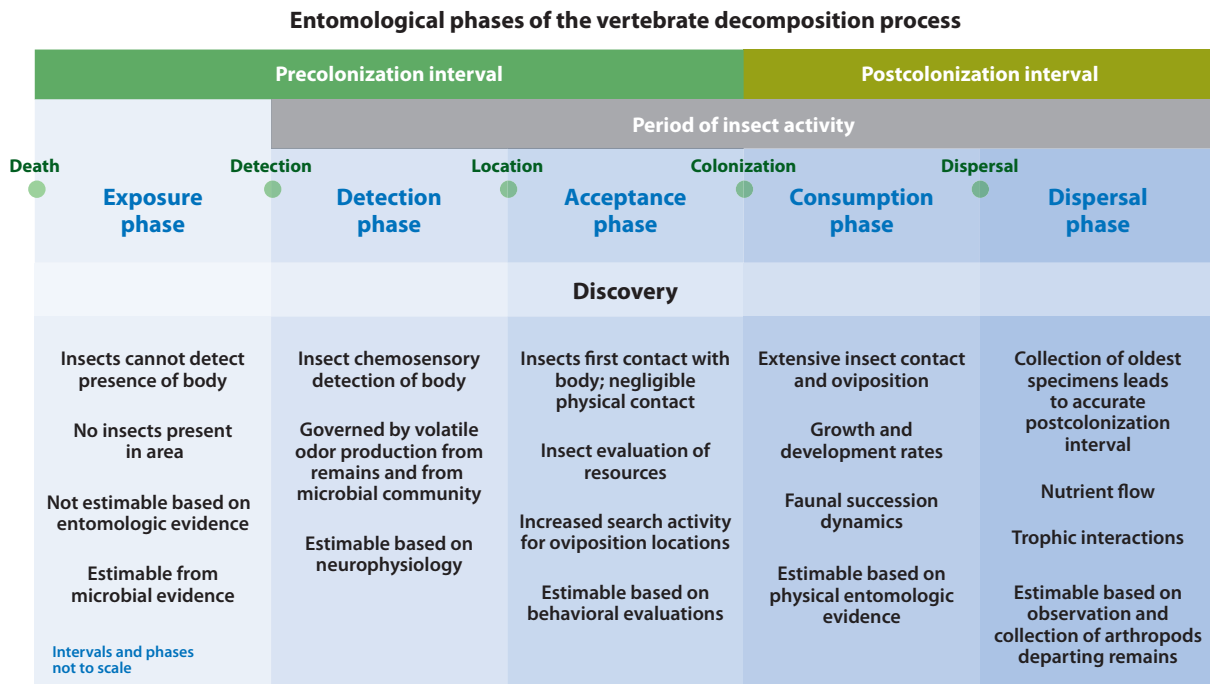 Entomological phases of the vertebrate decomposition process
Precolonization interval
Postcolonization interval
Period of insect activity
Death
Detection
Location
Colonization
Dispersal
Exposure
phase
Detection
phase
Acceptance
phase
Consumption
phase
Dispersal
phase
Discovery
Insects cannot detect
presence of body
No insects present
in area
Not estimable based on
entomologic evidence
Estimable from
microbial evidence
Intervals and phases
not to scale
Insect chemosensory
detection of body
Governed by volatile
odor production from
remains and from
microbial community
Estimable based on
neurophysiology
Insects first contact with
body; negligible
physical contact
Insect evaluation of
resources
Increased search activity
for oviposition locations
Estimable based on
behavioral evaluations
Extensive insect contact
and oviposition
Growth and
development rates
Faunal succession
dynamics
Estimable based on
physical entomologic
evidence
Collection of oldest
specimens leads
to accurate
postcolonization
interval
Nutrient flow
Trophic interactions
Estimable based on
observation and
collection of arthropods
departing remains